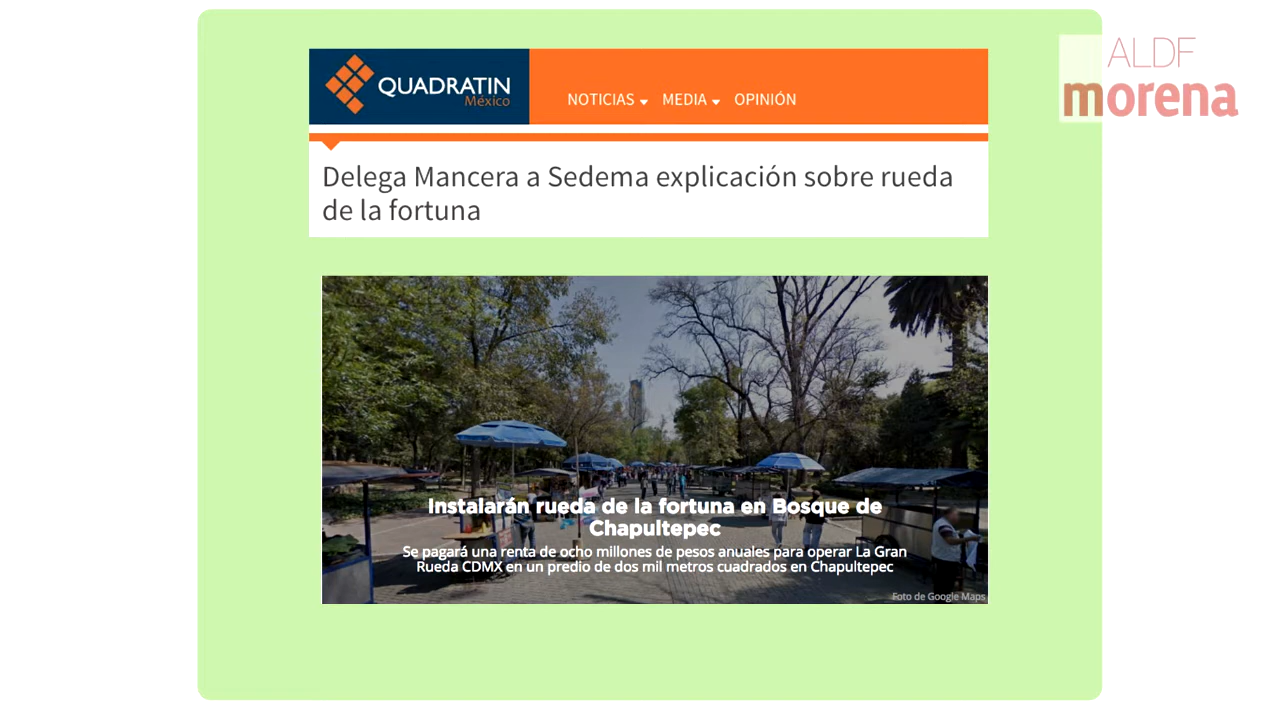 ALDF
morena
QUADRATIN
México
NOTICIAS MEDIA OPINIÓN
Delega Mancera a Sedema explicación sobre rueda
de la fortuna
Instalarán rueda de la fortuna en Bosque de
Chapultepec
Se pagará una renta de ocho millones de pesos anuales para operar La Gran
Rueda CDMX en un predio de dos mil metros cuadrados en Chapultepec
Foto de Google Maps